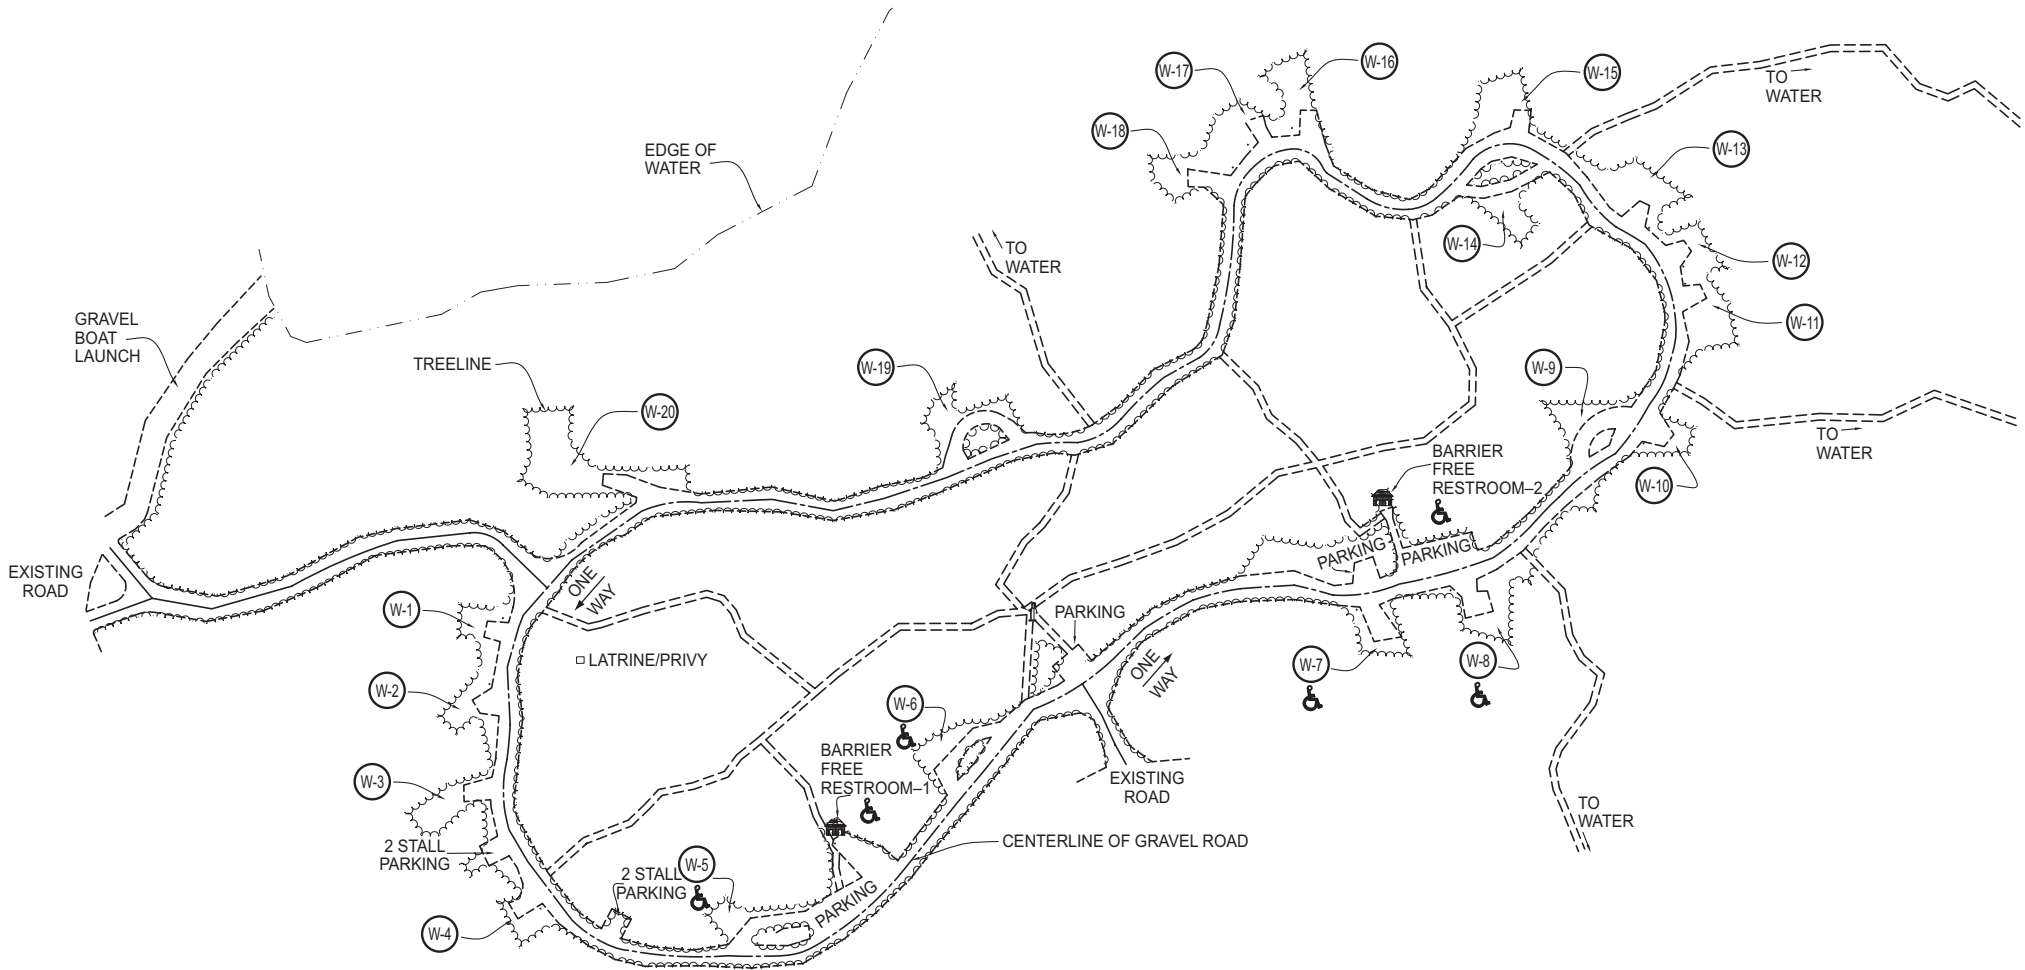 W-17
W-16
W-15
TO
WATER
W-18
EDGE OF
WATER
W-13
W-14
TO
WATER
W-12
GRAVEL
BOAT
LAUNCH
W-11
TREELINE
W-19
W-9
W-20
TO
WATER
BARRIER
FREE
RESTROOM–2
W-10
EXISTING
ROAD
ONE
WAY
PARKING
PARKING
W-1
PARKING
LATRINE/PRIVY
ONE
WAY
W-7
W-8
W-2
W-6
BARRIER
FREE
RESTROOM–1
EXISTING
ROAD
W-3
TO
WATER
2 STALL
PARKING
CENTERLINE OF GRAVEL ROAD
W-5
2 STALL
PARKING
PARKING
W-4